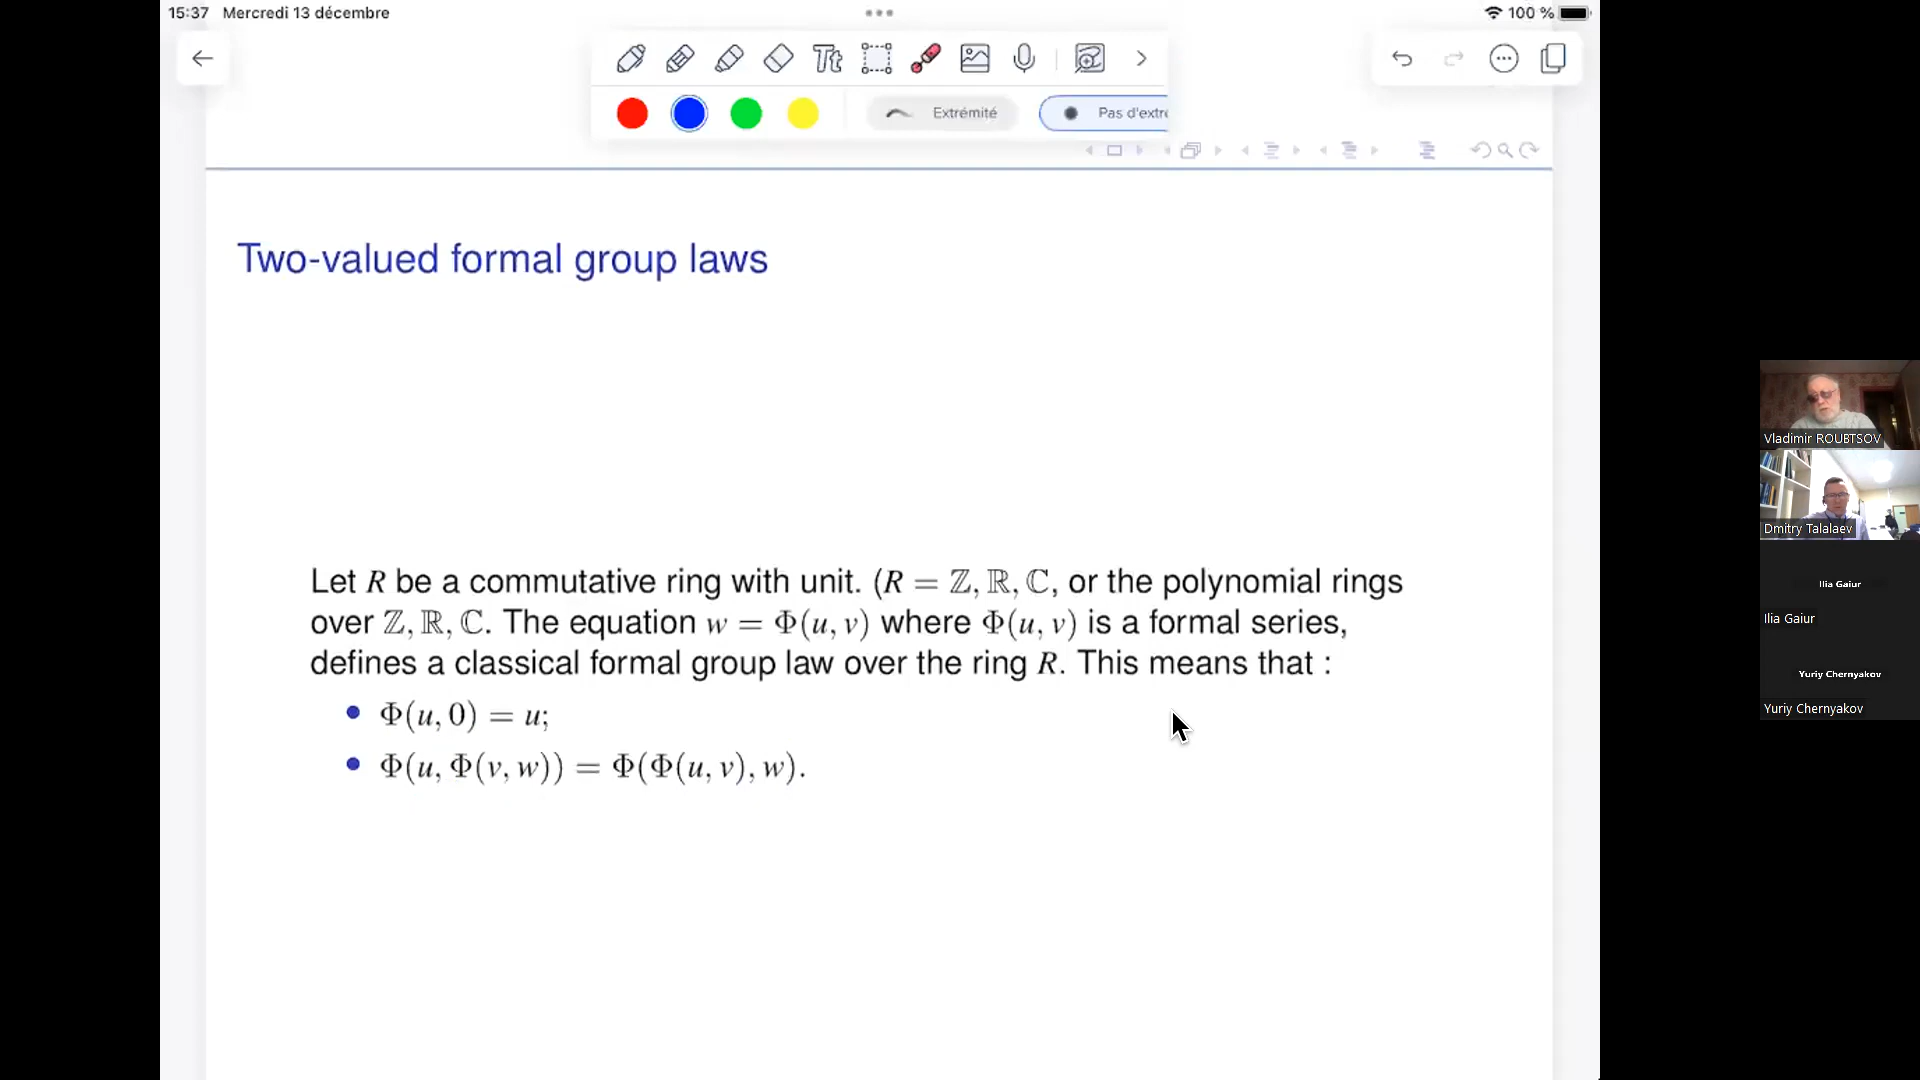 15:37 Mercredi 13 décembre
100 %
Tt
Extrémité
Pas d'extré
Two-valued formal group laws
Let R be a commutative ring with unit. (R = ℤ, ℝ, ℂ, or the polynomial rings
over ℤ, ℝ, ℂ. The equation w = Φ(u, v) where Φ(u, v) is a formal series,
defines a classical formal group law over the ring R. This means that :
• Φ(u, 0) = u;
• Φ(u, Φ(v, w)) = Φ(Φ(u, v), w).
Vladimir ROUBTSOV
Dmitry Talalaev
Ilia Gaiur
Ilia Gaiur
Yuriy Chernyakov
Yuriy Chernyakov